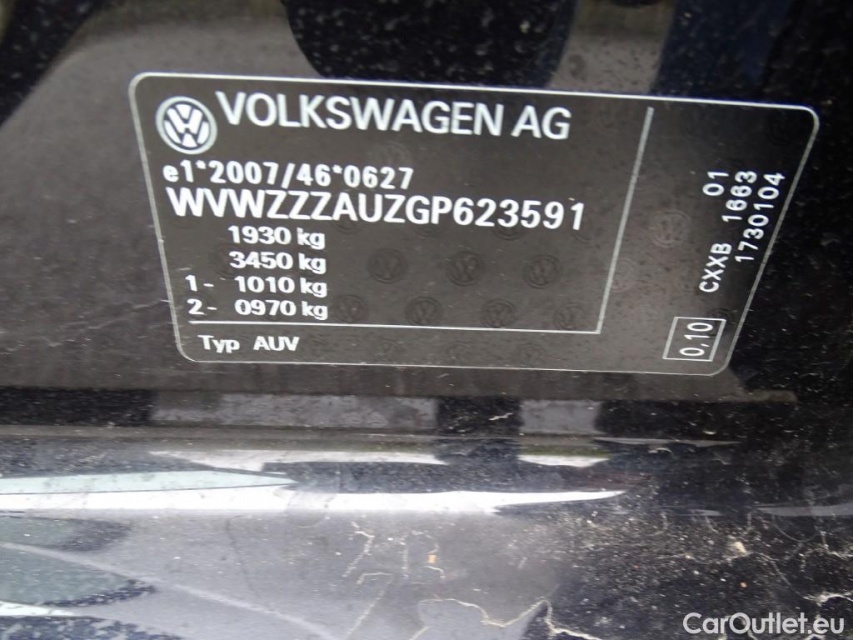 VOLKSWAGEN AG
e1*2007/46*0627
WVWZZZAUZGP623591
1930 kg
3450 kg
1- 1010 kg
2- 0970 kg
Typ AUV
01
CXXB 1663
1730104
0,10
CarOutlet.eu